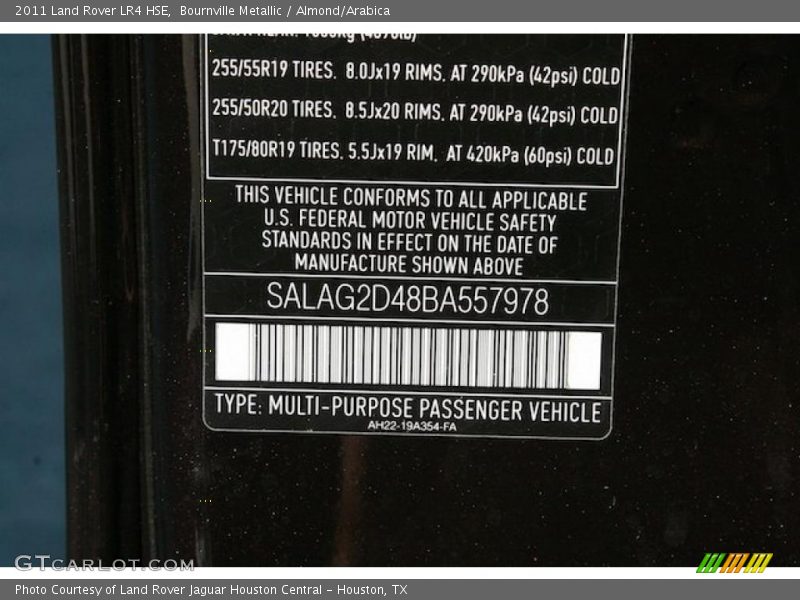 2011 Land Rover LR4 HSE, Bournville Metallic / Almond/Arabica
255/55R19 TIRES. 8.0Jx19 RIMS. AT 290kPa (42psi) COLD
255/50R20 TIRES. 8.5Jx20 RIMS. AT 290kPa (42psi) COLD
T175/80R19 TIRES. 5.5Jx19 RIM. AT 420kPa (60psi) COLD
THIS VEHICLE CONFORMS TO ALL APPLICABLE
U.S. FEDERAL MOTOR VEHICLE SAFETY
STANDARDS IN EFFECT ON THE DATE OF
MANUFACTURE SHOWN ABOVE
SALAG2D48BA557978
TYPE: MULTI-PURPOSE PASSENGER VEHICLE
AH22-19A354-FA
GTcarlot.com
Photo Courtesy of Land Rover Jaguar Houston Central - Houston, TX